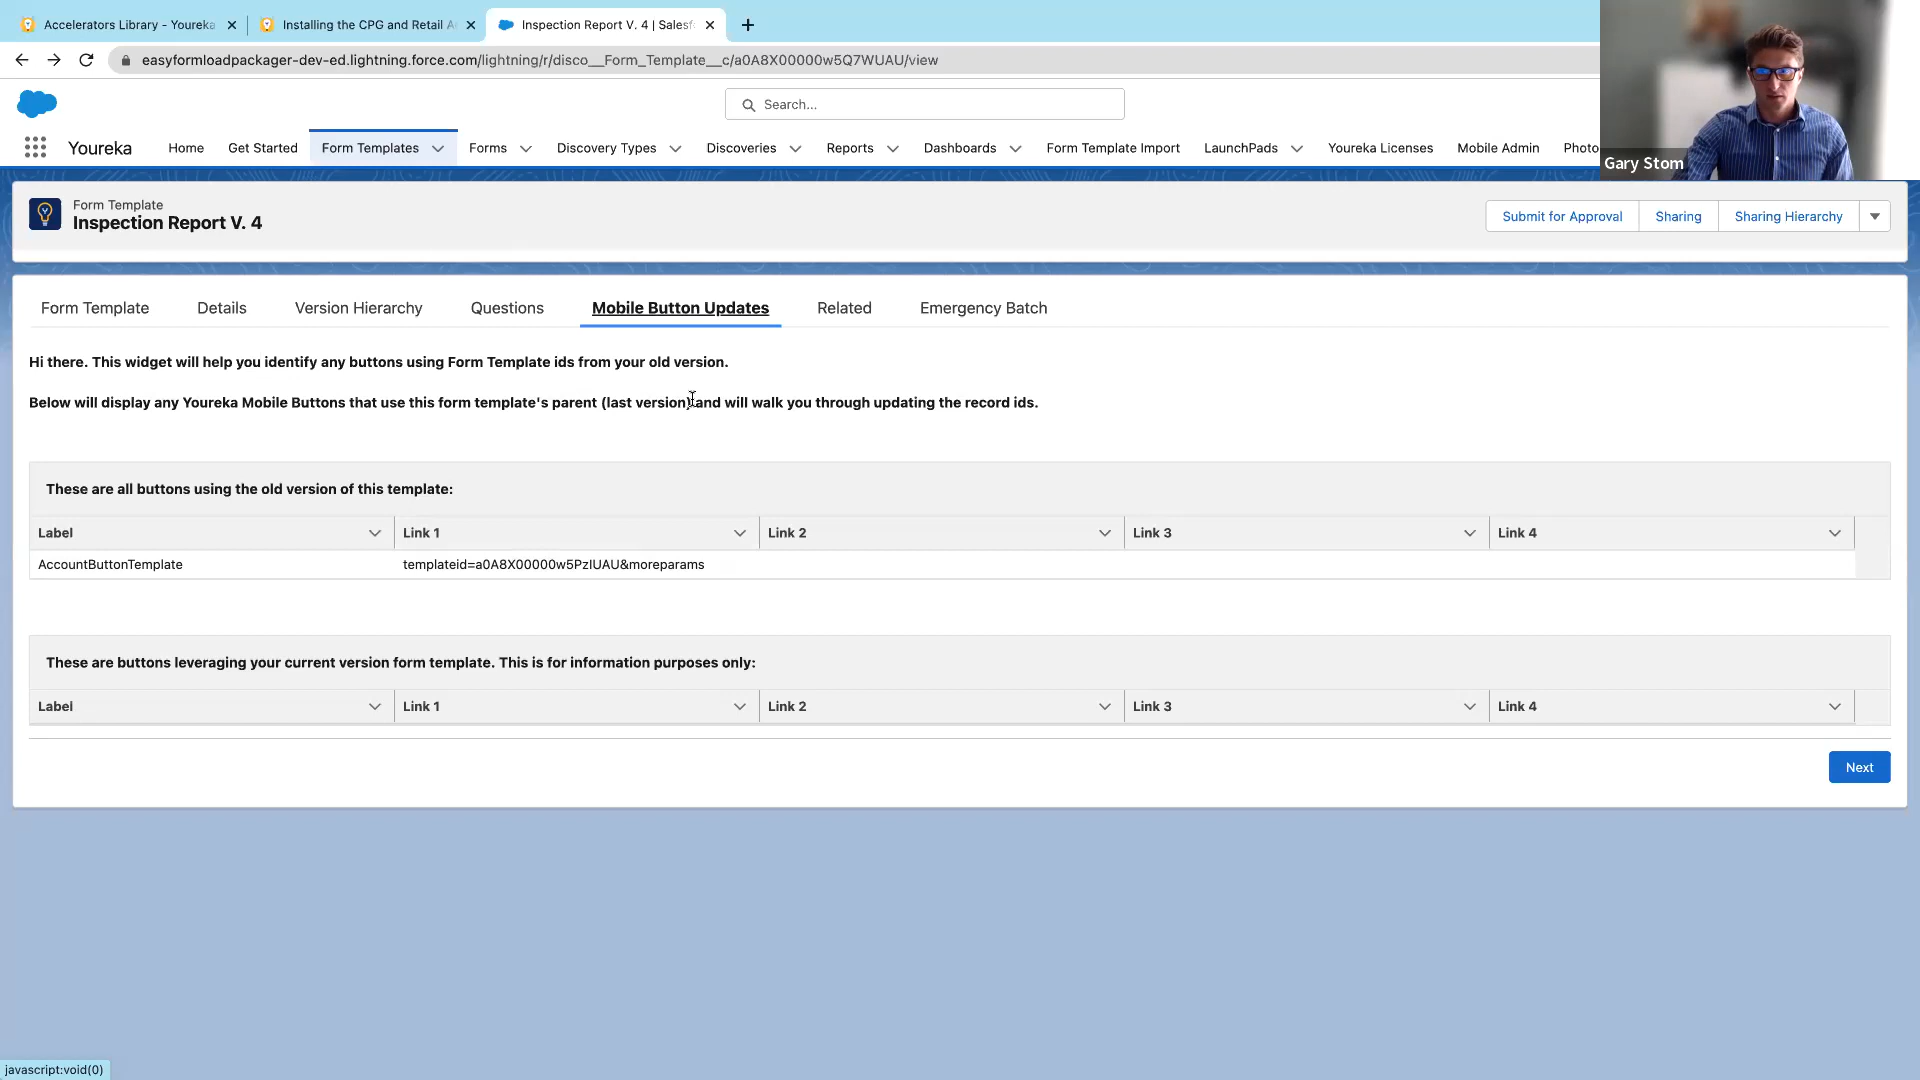 Accelerators Library - Youreka
Installing the CPG and Retail A
Inspection Report V. 4 | Salesf
easyformloadpackager-dev-ed.lightning.force.com/lightning/r/disco__Form_Template__c/a0A8X00000w5Q7WUAU/view
Search...
Youreka
Home
Get Started
Form Templates
Forms
Discovery Types
Discoveries
Reports
Dashboards
Form Template Import
LaunchPads
Youreka Licenses
Mobile Admin
Photo
Gary Stom
Form Template
Inspection Report V. 4
Submit for Approval
Sharing
Sharing Hierarchy
Form Template
Details
Version Hierarchy
Questions
Mobile Button Updates
Related
Emergency Batch
Hi there. This widget will help you identify any buttons using Form Template ids from your old version.
Below will display any Youreka Mobile Buttons that use this form template's parent (last version) and will walk you through updating the record ids.
These are all buttons using the old version of this template:
Label
Link 1
Link 2
Link 3
Link 4
AccountButtonTemplate
templateid=a0A8X00000w5PzIUAU&moreparams
These are buttons leveraging your current version form template. This is for information purposes only:
Label
Link 1
Link 2
Link 3
Link 4
Next
javascript:void(0)